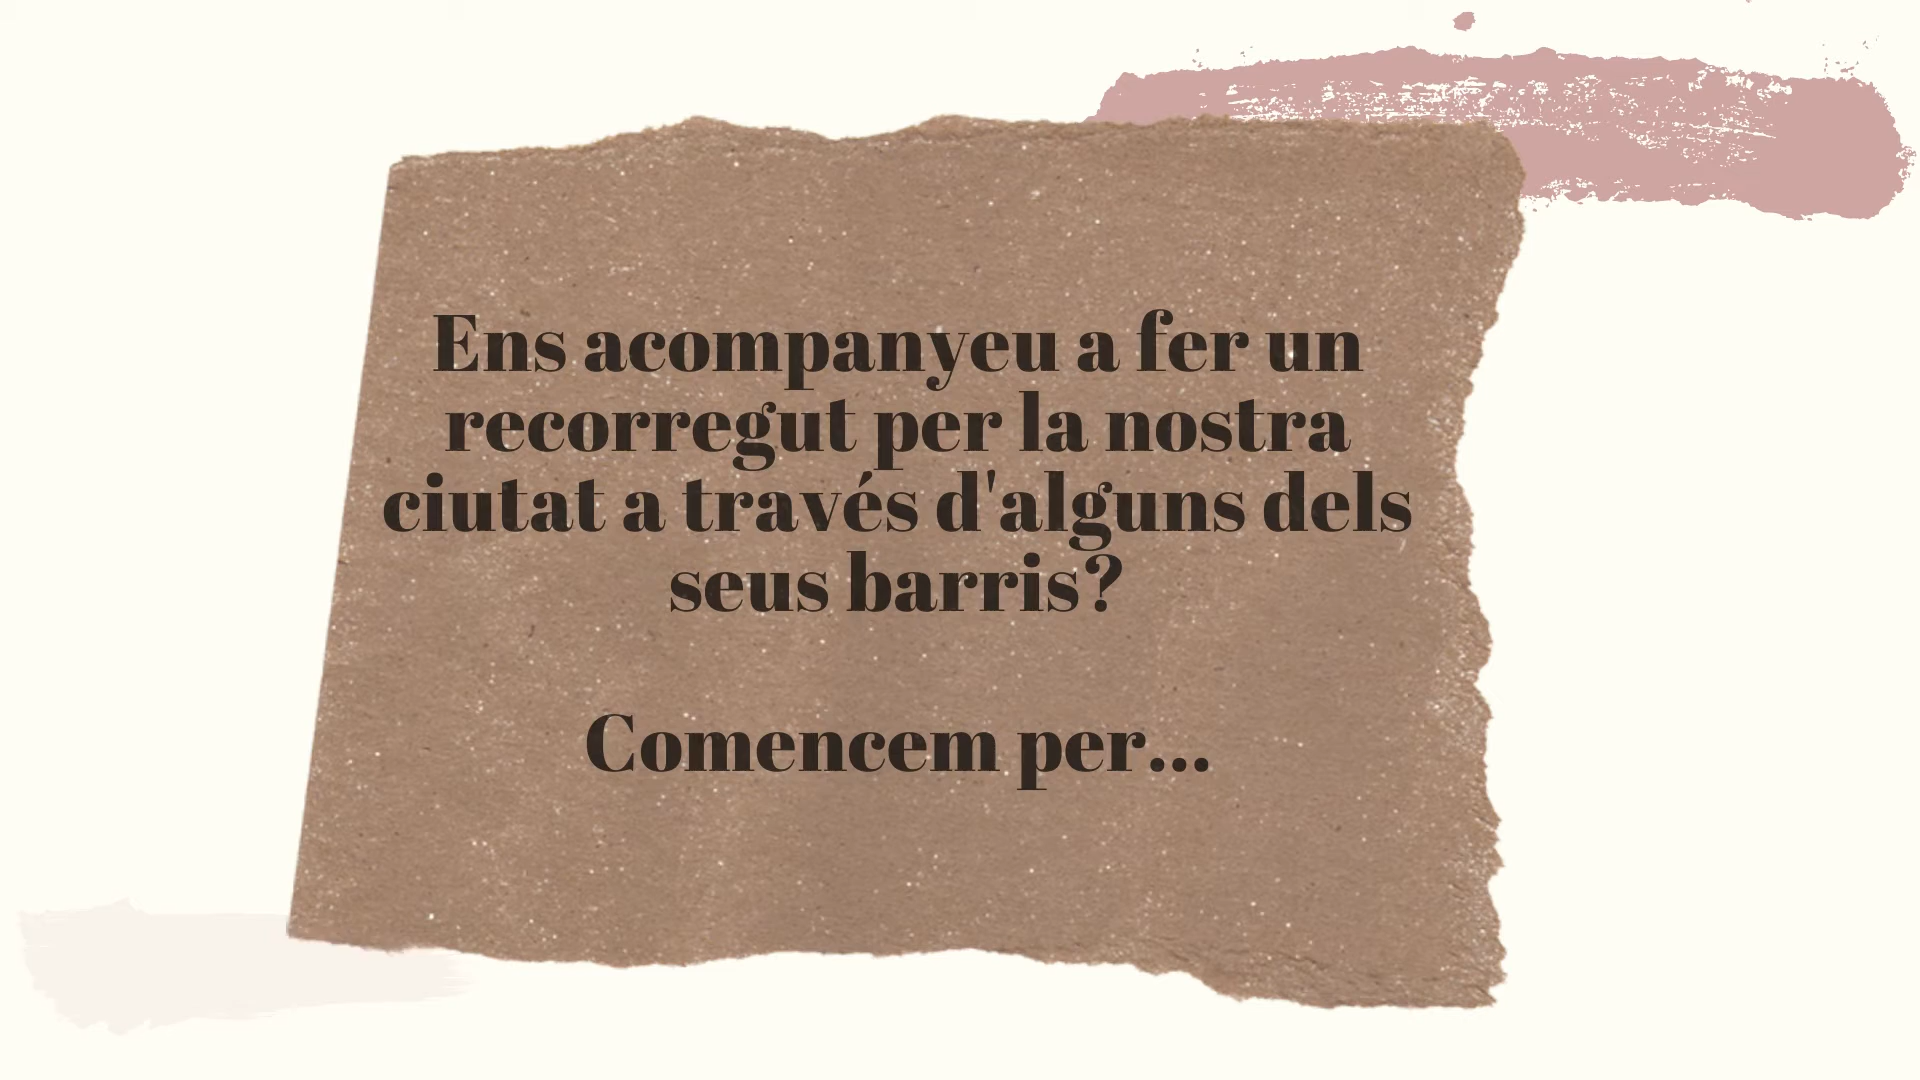 Ens acompanyeu a fer un
recorregut per la nostra
ciutat a través d'alguns dels
seus barris?
Comencem per...